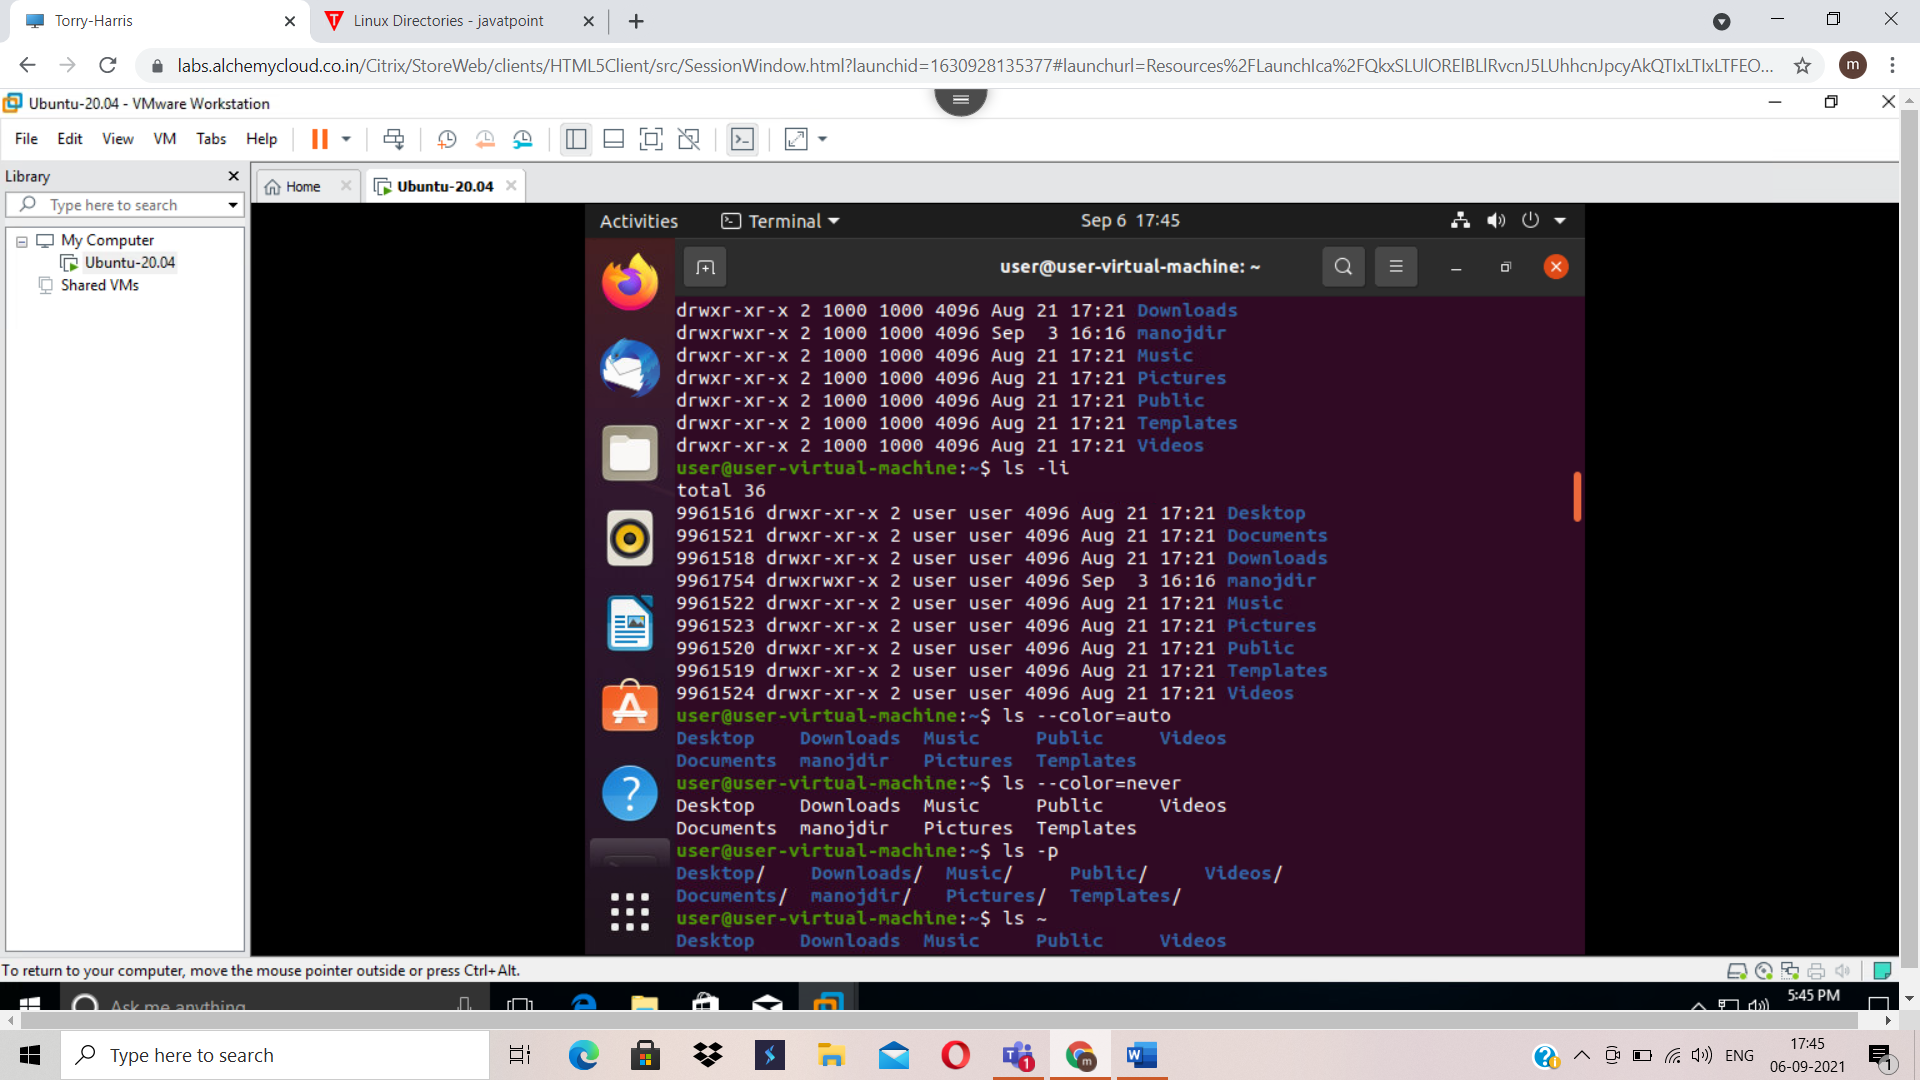 Torry-Harris
Linux Directories - javatpoint
labs.alchemycloud.co.in/Citrix/StoreWeb/clients/HTML5Client/src/SessionWindow.html?launchid=1630928135377#launchurl=Resources%2FLaunchIca%2F
m
Ubuntu-20.04 - VMware Workstation
File Edit View VM Tabs Help
Library
Home
Ubuntu-20.04
Type here to search
My Computer
Ubuntu-20.04
Shared VMs
Activities
Terminal
Sep 6 17:45
user@user-virtual-machine: ~
drwxr-xr-x 2 1000 1000 4096 Aug 21 17:21 Downloads
drwxrwxr-x 2 1000 1000 4096 Sep  3 16:16 manojdir
drwxr-xr-x 2 1000 1000 4096 Aug 21 17:21 Music
drwxr-xr-x 2 1000 1000 4096 Aug 21 17:21 Pictures
drwxr-xr-x 2 1000 1000 4096 Aug 21 17:21 Public
drwxr-xr-x 2 1000 1000 4096 Aug 21 17:21 Templates
drwxr-xr-x 2 1000 1000 4096 Aug 21 17:21 Videos
user@user-virtual-machine:~$ ls -li
total 36
9961516 drwxr-xr-x 2 user user 4096 Aug 21 17:21 Desktop
9961521 drwxr-xr-x 2 user user 4096 Aug 21 17:21 Documents
9961518 drwxr-xr-x 2 user user 4096 Aug 21 17:21 Downloads
9961754 drwxrwxr-x 2 user user 4096 Sep  3 16:16 manojdir
9961522 drwxr-xr-x 2 user user 4096 Aug 21 17:21 Music
9961523 drwxr-xr-x 2 user user 4096 Aug 21 17:21 Pictures
9961520 drwxr-xr-x 2 user user 4096 Aug 21 17:21 Public
9961519 drwxr-xr-x 2 user user 4096 Aug 21 17:21 Templates
9961524 drwxr-xr-x 2 user user 4096 Aug 21 17:21 Videos
user@user-virtual-machine:~$ ls --color=auto
Desktop    Downloads  Music     Public     Videos
Documents  manojdir   Pictures  Templates
user@user-virtual-machine:~$ ls --color=never
Desktop    Downloads  Music     Public     Videos
Documents  manojdir   Pictures  Templates
user@user-virtual-machine:~$ ls -p
Desktop/    Downloads/  Music/     Public/     Videos/
Documents/  manojdir/   Pictures/  Templates/
user@user-virtual-machine:~$ ls ~
Desktop    Downloads  Music     Public     Videos
To return to your computer, move the mouse pointer outside or press Ctrl+Alt.
Ask me anything
5:45 PM
Type here to search
1
m
W
ENG
17:45
06-09-2021
1